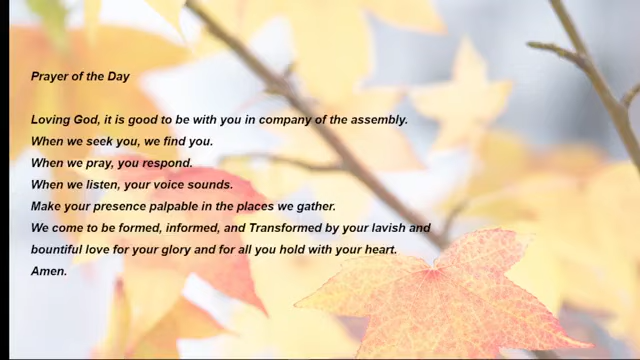 Prayer of the Day
Loving God, it is good to be with you in company of the assembly.
When we seek you, we find you.
When we pray, you respond.
When we listen, your voice sounds.
Make your presence palpable in the places we gather.
We come to be formed, informed, and Transformed by your lavish and
bountiful love for your glory and for all you hold with your heart.
Amen.